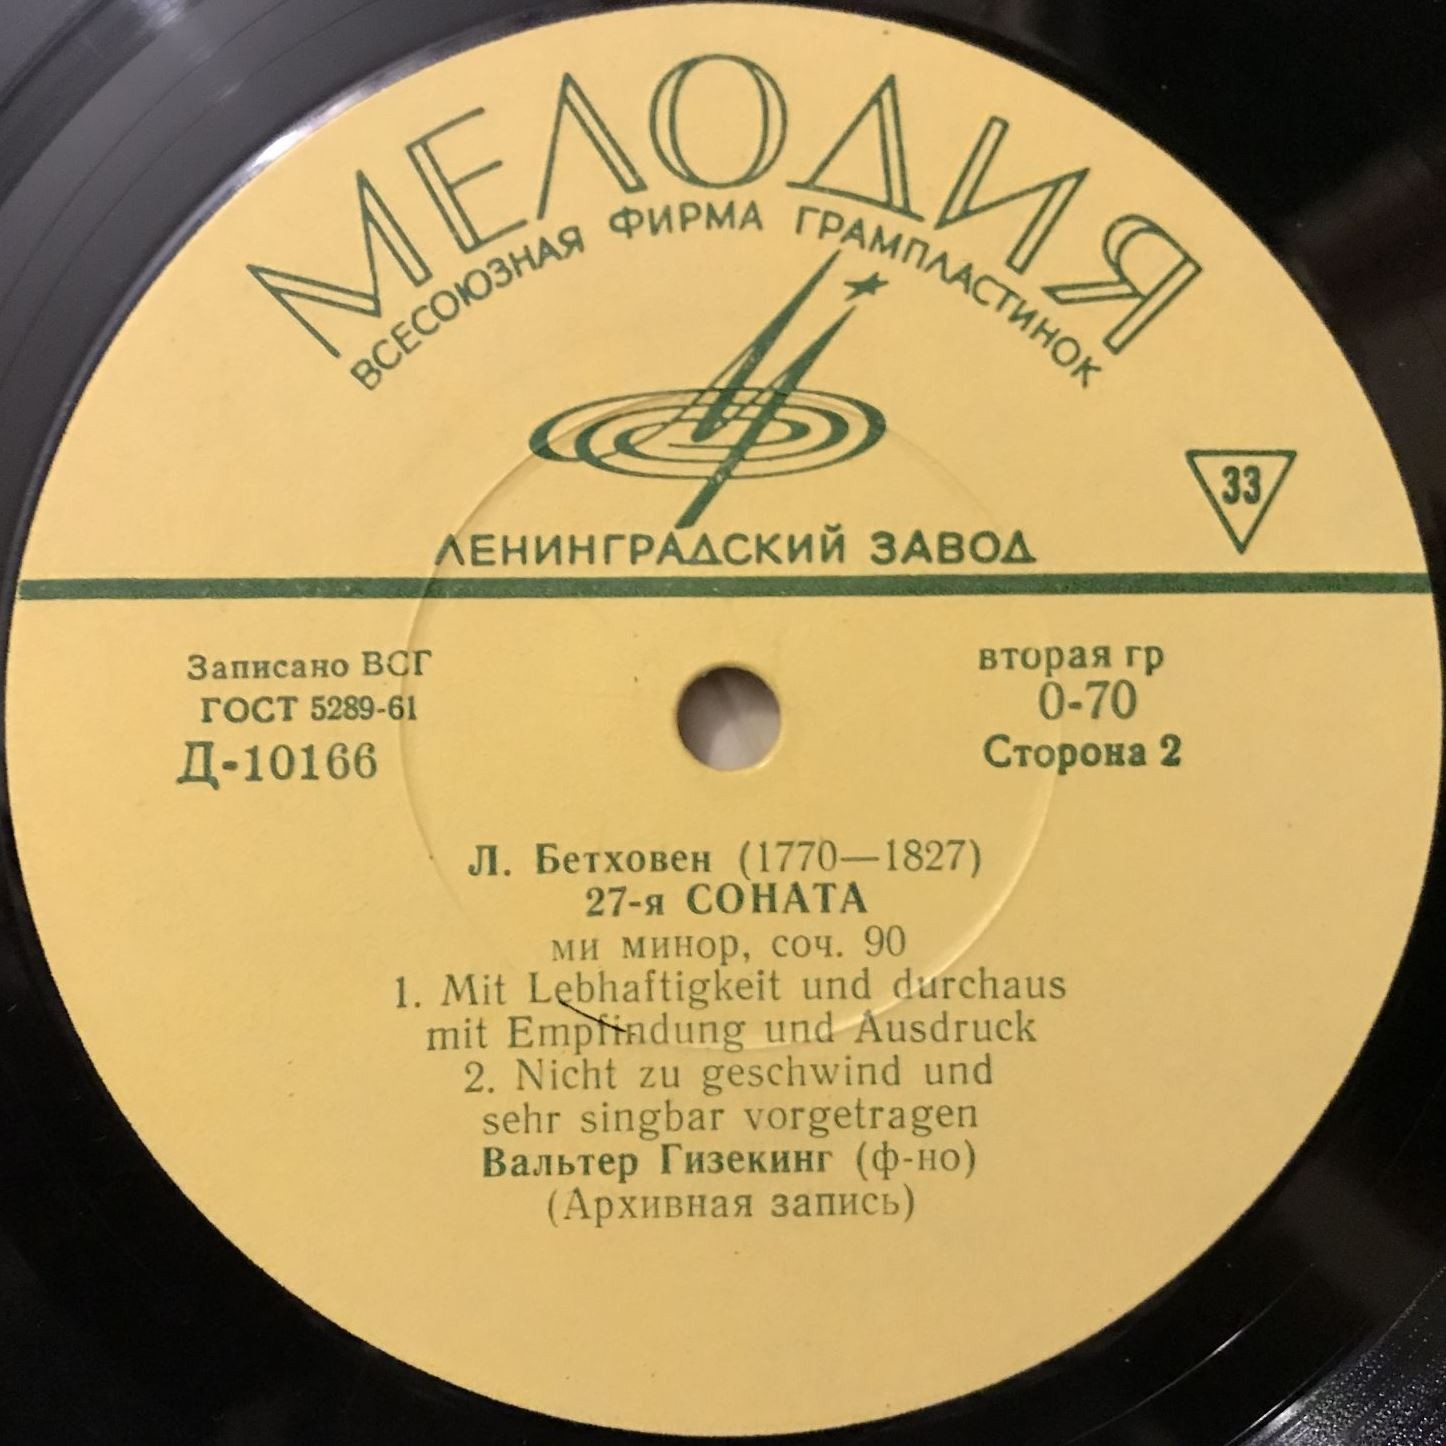 МЕЛОДИЯ
ВСЕСОЮЗНАЯ ФИРМА ГРАМПЛАСТИНОК
33
ЛЕНИНГРАДСКИЙ ЗАВОД
Записано ВСГ
ГОСТ 5289-61
Д-10166
вторая гр
0-70
Сторона 2
Л. Бетховен (1770—1827)
27-я СОНАТА
ми минор, соч. 90
1. Mit Lebhaftigkeit und durchaus
mit Empfindung und Ausdruck
2. Nicht zu geschwind und
sehr singbar vorgetragen
Вальтер Гизекинг (ф-но)
(Архивная запись)